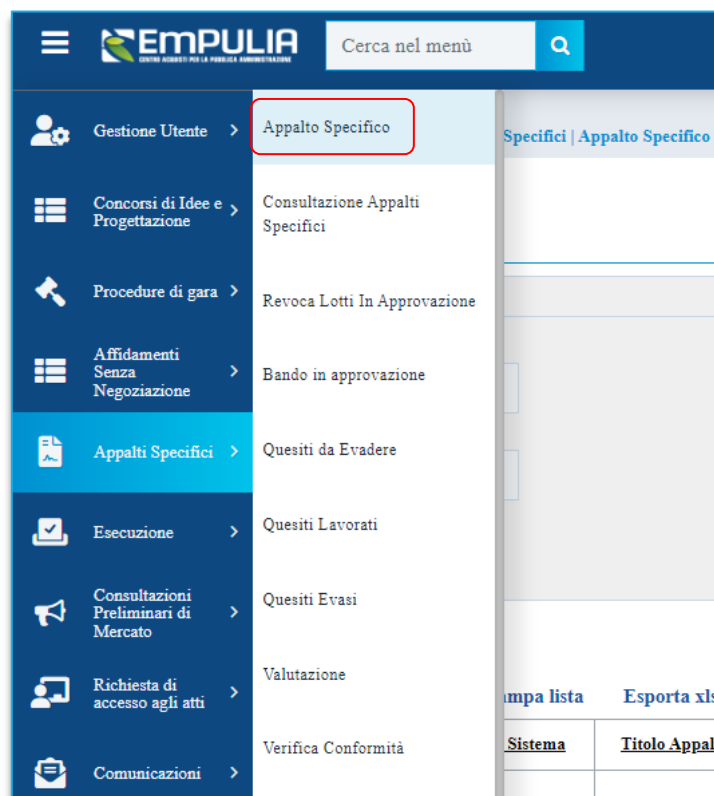 EmPULIA
CENTRO ACQUISTI PER LA PUBBLICA AMMINISTRAZIONE
Cerca nel menù
Gestione Utente
Concorsi di Idee e
Progettazione
Procedure di gara
Affidamenti
Senza
Negoziazione
Appalti Specifici
Esecuzione
Consultazioni
Preliminari di
Mercato
Richiesta di
accesso agli atti
Comunicazioni
Appalto Specifico
Consultazione Appalti
Specifici
Revoca Lotti In Approvazione
Bando in approvazione
Quesiti da Evadere
Quesiti Lavorati
Quesiti Evasi
Valutazione
Verifica Conformità
Specifici | Appalto Specifico
ampa lista Esporta xls
Sistema Titolo Appal